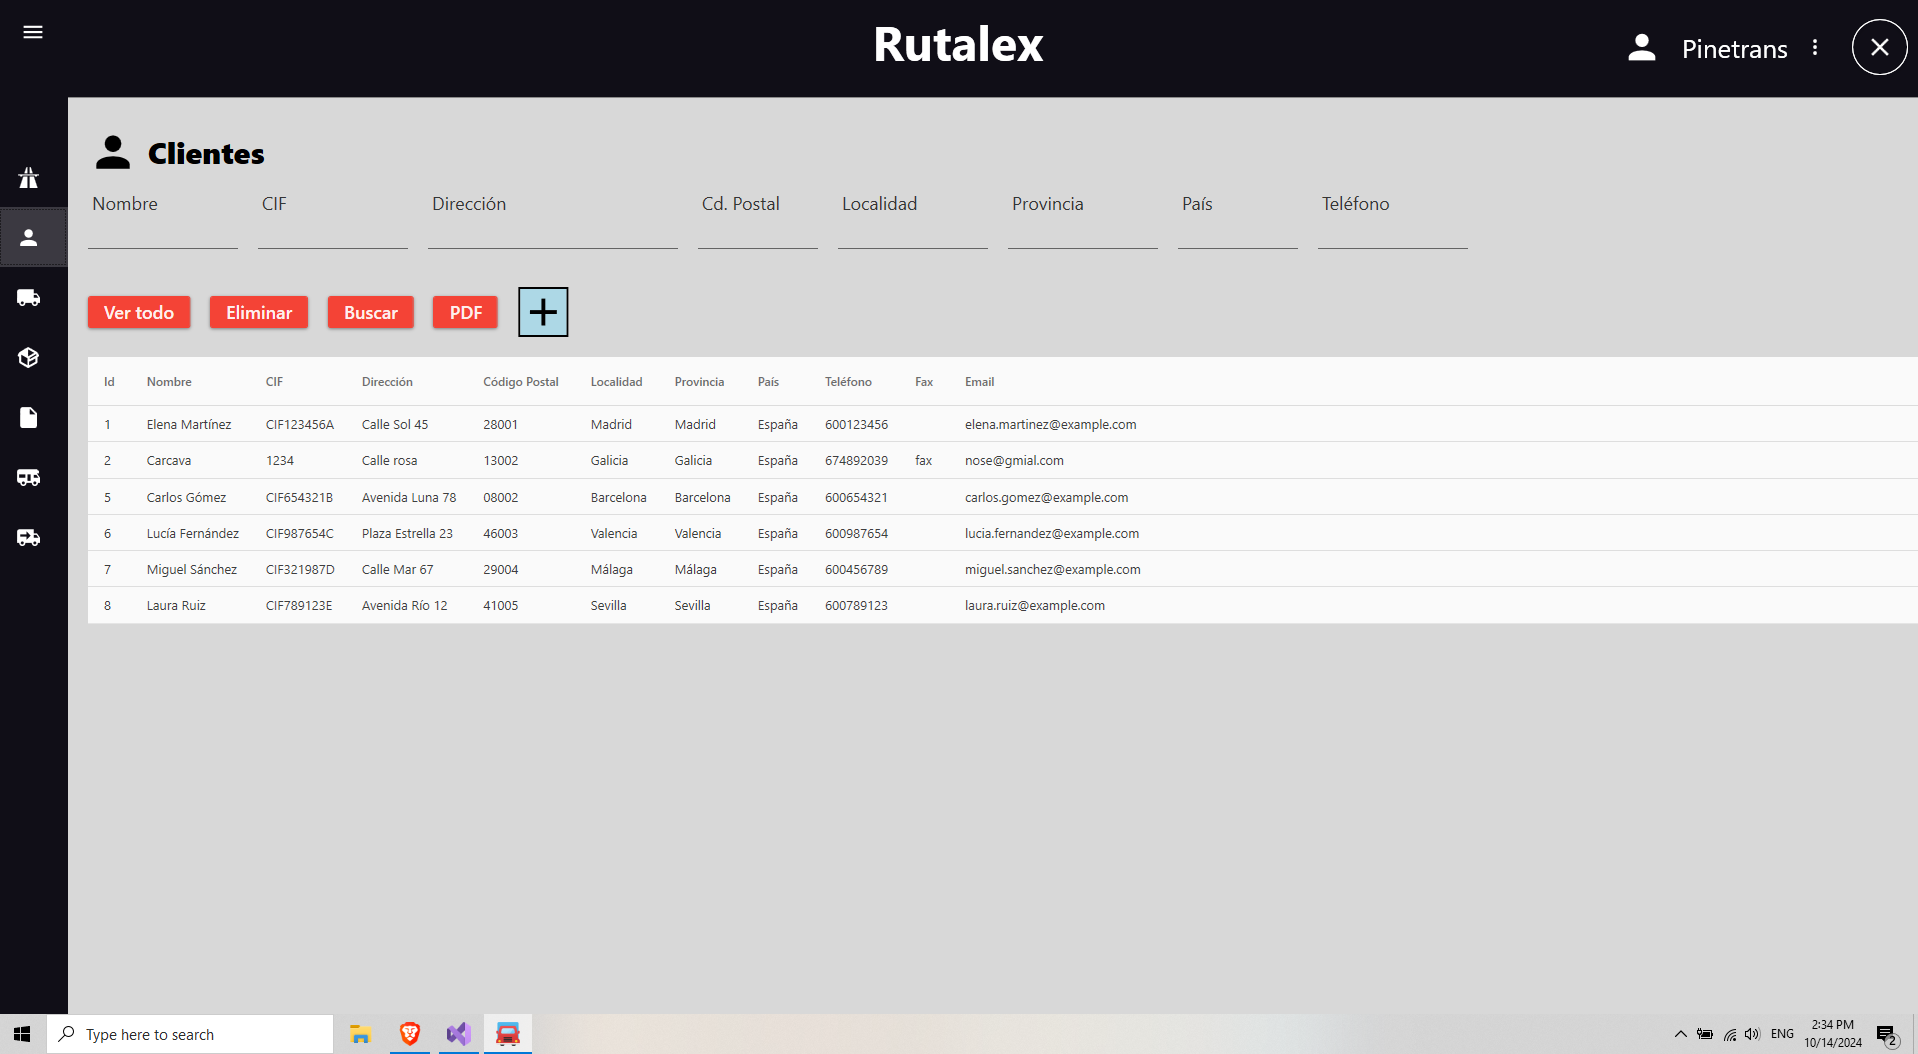 Rutalex
Pinetrans
Clientes
Nombre CIF Dirección Cd. Postal Localidad Provincia País Teléfono
Ver todo Eliminar Buscar PDF
Id Nombre CIF Dirección Código Postal Localidad Provincia País Teléfono Fax Email
1 Elena Martínez CIF123456A Calle Sol 45 28001 Madrid Madrid España 600123456 elena.martinez@example.com
2 Carcava 1234 Calle rosa 13002 Galicia Galicia España 674892039 fax nose@gmial.com
5 Carlos Gómez CIF654321B Avenida Luna 78 08002 Barcelona Barcelona España 600654321 carlos.gomez@example.com
6 Lucía Fernández CIF987654C Plaza Estrella 23 46003 Valencia Valencia España 600987654 lucia.fernandez@example.com
7 Miguel Sánchez CIF321987D Calle Mar 67 29004 Málaga Málaga España 600456789 miguel.sanchez@example.com
8 Laura Ruiz CIF789123E Avenida Río 12 41005 Sevilla Sevilla España 600789123 laura.ruiz@example.com
Type here to search
ENG
2:34 PM
10/14/2024
2